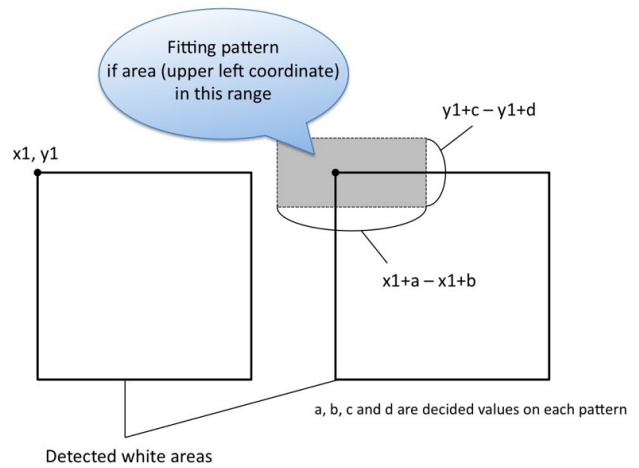 Fitting pattern
if area (upper left coordinate)
in this range
y1+c – y1+d
x1, y1
x1+a – x1+b
a, b, c and d are decided values on each pattern
Detected white areas